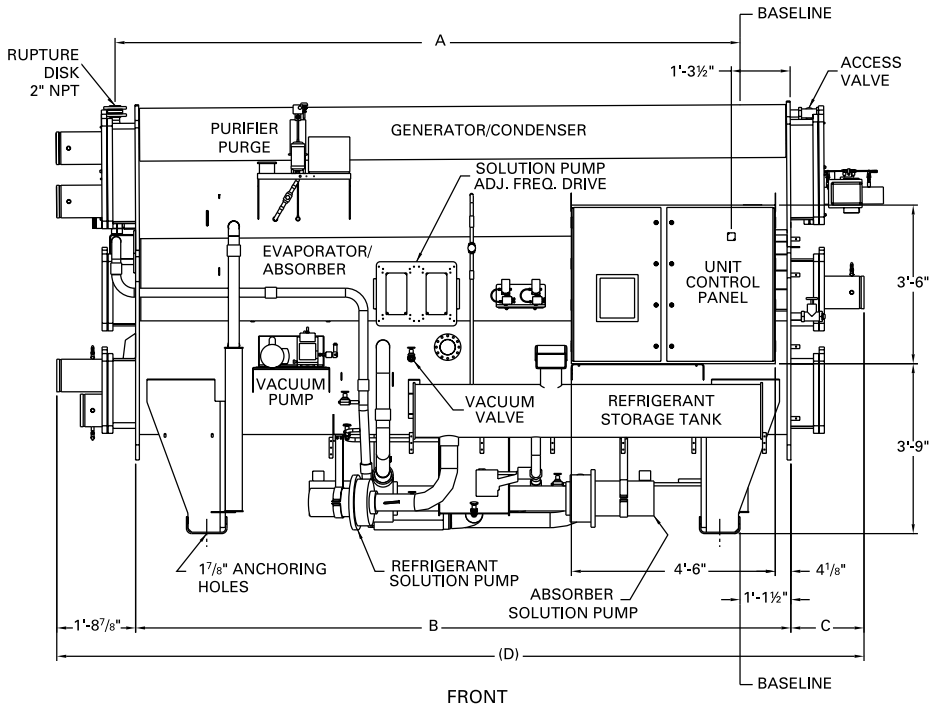 BASELINE
A
RUPTURE
DISK
2" NPT
1'-3½"
ACCESS
VALVE
PURIFIER
PURGE
GENERATOR/CONDENSER
SOLUTION PUMP
ADJ. FREQ. DRIVE
EVAPORATOR/
ABSORBER
UNIT
CONTROL
PANEL
3'-6"
VACUUM
PUMP
VACUUM
VALVE
REFRIGERANT
STORAGE TANK
3'-9"
1⅞" ANCHORING
HOLES
REFRIGERANT
SOLUTION PUMP
ABSORBER
SOLUTION PUMP
4'-6"
4⅛"
1'-1½"
1'-8⅞"
B
C
(D)
BASELINE
FRONT